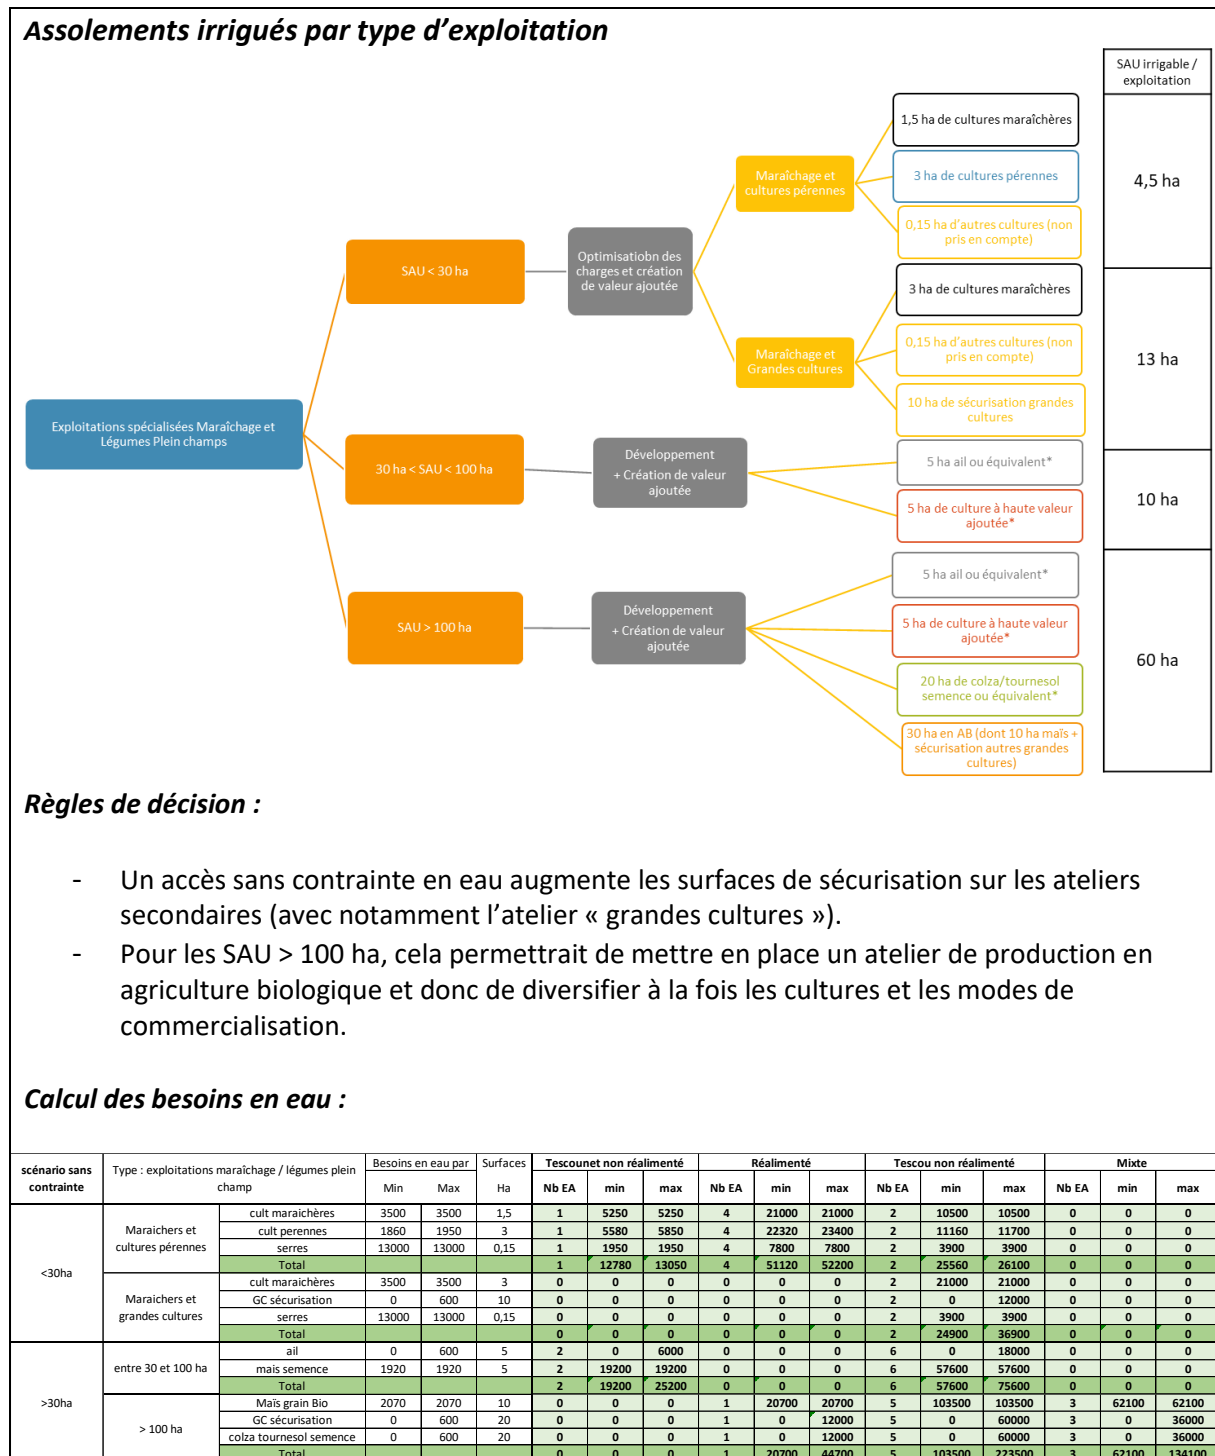 Assolements irrigués par type d'exploitation
SAU irrigable /
exploitation
1,5 ha de cultures maraîchères
Maraîchage et
cultures pérennes
3 ha de cultures pérennes
4,5 ha
0,15 ha d'autres cultures (non
pris en compte)
SAU < 30 ha
Optimisatiobn des
charges et création
de valeur ajoutée
3 ha de cultures maraîchères
Maraîchage et
Grandes cultures
0,15 ha d'autres cultures (non
pris en compte)
13 ha
10 ha de sécurisation grandes
cultures
Exploitations spécialisées Maraîchage et
Légumes Plein champs
30 ha < SAU < 100 ha
Développement
+ Création de valeur
ajoutée
5 ha ail ou équivalent*
10 ha
5 ha de culture à haute valeur
ajoutée*
SAU > 100 ha
Développement
+ Création de valeur
ajoutée
5 ha ail ou équivalent*
5 ha de culture à haute valeur
ajoutée*
60 ha
20 ha de colza/tournesol
semence ou équivalent*
30 ha en AB (dont 10 ha maïs +
sécurisation autres grandes
cultures)
Règles de décision :
- Un accès sans contrainte en eau augmente les surfaces de sécurisation sur les ateliers
secondaires (avec notamment l'atelier « grandes cultures »).
- Pour les SAU > 100 ha, cela permettrait de mettre en place un atelier de production en
agriculture biologique et donc de diversifier à la fois les cultures et les modes de
commercialisation.
Calcul des besoins en eau :
scénario sans contrainte Type : exploitations maraîchage / légumes plein champ Besoins en eau par Surfaces Tescounet non réalimenté Réalimenté Tescou non réalimenté Mixte
Min Max Ha Nb EA min max Nb EA min max Nb EA min max Nb EA min max
<30ha Maraichers et cultures pérennes cult maraichères 3500 3500 1,5 1 5250 5250 4 21000 21000 2 10500 10500 0 0 0
cult perennes 1860 1950 3 1 5580 5850 4 22320 23400 2 11160 11700 0 0 0
serres 13000 13000 0,15 1 1950 1950 4 7800 7800 2 3900 3900 0 0 0
Total 1 12780 13050 4 51120 52200 2 25560 26100 0 0 0
Maraichers et grandes cultures cult maraichères 3500 3500 3 0 0 0 0 0 0 2 21000 21000 0 0 0
GC sécurisation 0 600 10 0 0 0 0 0 0 2 0 12000 0 0 0
serres 13000 13000 0,15 0 0 0 0 0 0 2 3900 3900 0 0 0
Total 0 0 0 0 0 0 2 24900 36900 0 0 0
>30ha entre 30 et 100 ha ail 0 600 5 2 0 6000 0 0 0 6 0 18000 0 0 0
mais semence 1920 1920 5 2 19200 19200 0 0 0 6 57600 57600 0 0 0
Total 2 19200 25200 0 0 0 6 57600 75600 0 0 0
> 100 ha Maïs grain Bio 2070 2070 10 0 0 0 1 20700 20700 5 103500 103500 3 62100 62100
GC sécurisation 0 600 20 0 0 0 1 0 12000 5 0 60000 3 0 36000
colza tournesol semence 0 600 20 0 0 0 1 0 12000 5 0 60000 3 0 36000
Total 0 0 0 1 20700 44700 5 103500 223500 3 62100 134100